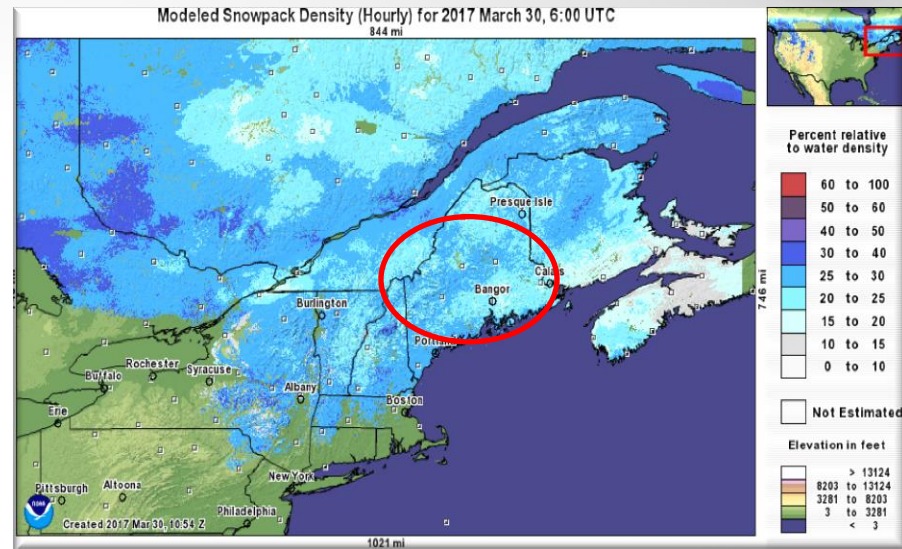 Modeled Snowpack Density (Hourly) for 2017 March 30, 6:00 UTC
844 mi
Presque Isle
Calais
Bangor
Burlington
Portland
Rochester
Syracuse
Buffalo
Albany
Boston
Erie
New York
Pittsburgh
Altoona
Philadelphia
noaa
Created 2017 Mar 30, 10:54 Z
1021 mi
746 mi
Percent relative
to water density
60 to 100
50 to 60
40 to 50
30 to 40
25 to 30
20 to 25
15 to 20
10 to 15
0 to 10
Not Estimated
Elevation in feet
> 13124
8203 to 13124
3281 to 8203
3 to 3281
< 3